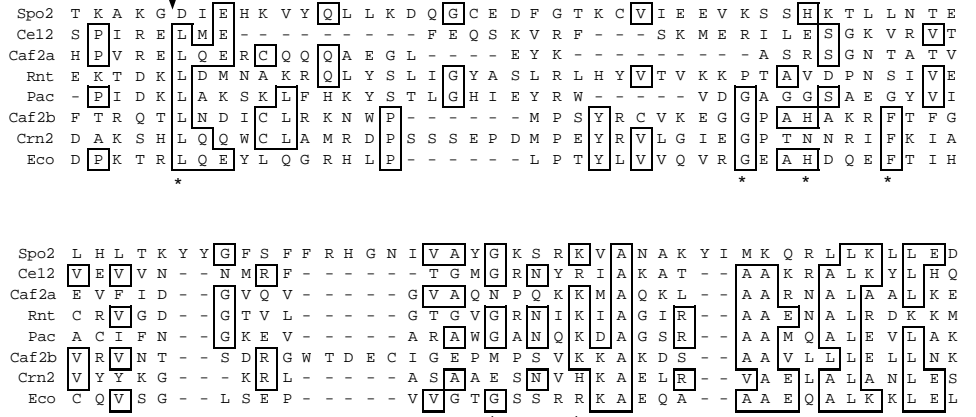 Spo2 T K A K G D I E H K V Y Q L L K D Q G C E D F G T K C V I E E V K S S H K T L L N T E
Cel2 S P I R E L M E - - - - - - - - - F E Q S K V R F - - - S K M E R I L E S G K V R V T
Caf2a H P V R E L Q E R C Q Q Q A E G L - - - - E Y K - - - - - - - - - A S R S G N T A T V
Rnt E K T D K L D M N A K R Q L Y S L I G Y A S L R L H Y V T V K K P T A V D P N S I V E
Pac - P I D K L A K S K L F H K Y S T L G H I E Y R W - - - - - V D G A G G S A E G Y V I
Caf2b F T R Q T L N D I C L R K N W P - - - - - - M P S Y R C V K E G G P A H A K R F T F G
Crn2 D A K S H L Q Q W C L A M R D P S S S E P D M P E Y R V L G I E G P T N N R I F K I A
Eco D P K T R L Q E Y L Q G R H L P - - - - - - L P T Y L V V Q V R G E A H D Q E F T I H
* * * *
Spo2 L H L T K Y Y G F S F F R H G N I V A Y G K S R K V A N A K Y I M K Q R L L K L L E D
Cel2 V E V V N - - N M R F - - - - - - T G M G R N Y R I A K A T - - A A K R A L K Y L H Q
Caf2a E V F I D - - G V Q V - - - - - G V A Q N P Q K K M A Q K L - - A A R N A L A A L K E
Rnt C R V G D - - G T V L - - - - - G T G V G R N I K I A G I R - - A A E N A L R D K K M
Pac A C I F N - - G K E V - - - - - A R A W G A N Q K D A G S R - - A A M Q A L E V L A K
Caf2b V R V N T - - S D R G W T D E C I G E P M P S V K K A K D S - - A A V L L L E L L N K
Crn2 V Y Y K G - - - K R L - - - - - A S A A E S N V H K A E L R - - V A E L A L A N L E S
Eco C Q V S G - - L S E P - - - - - V V G T G S S R R K A E Q A - - A A E Q A L K K L E L